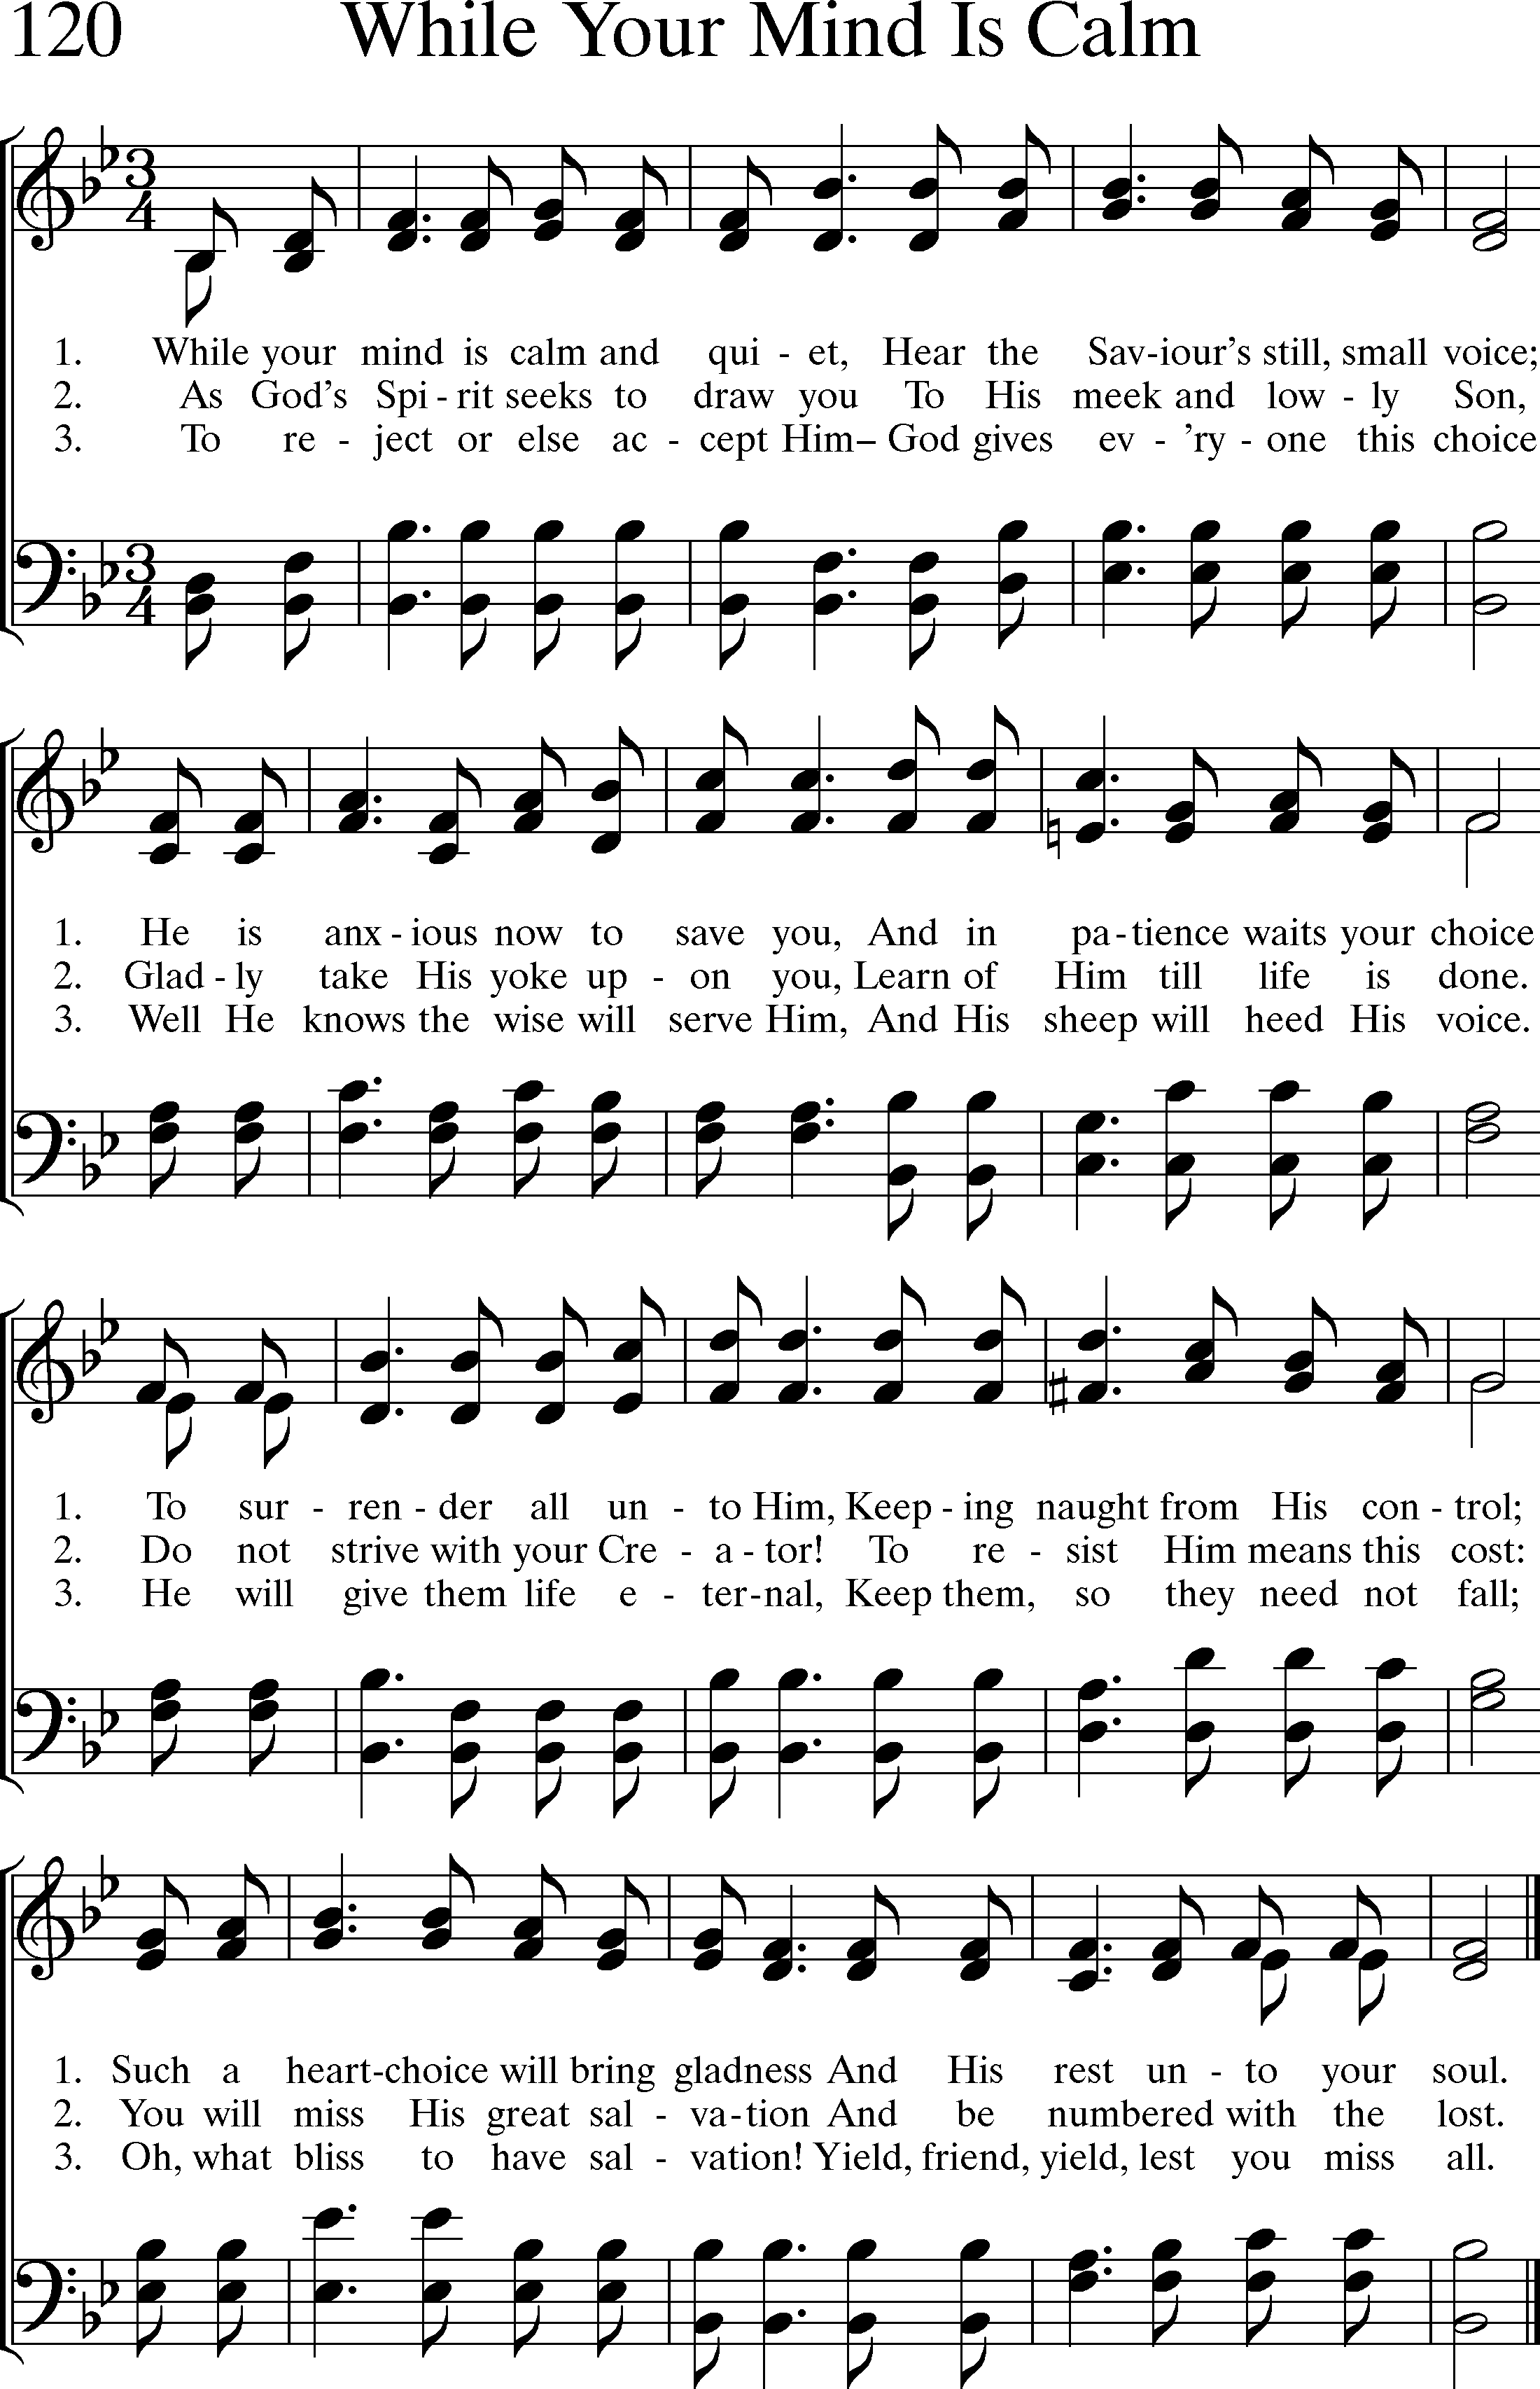 120 While Your Mind Is Calm
3
4
1. While your mind is calm and qui - et, Hear the Sav-iour's still, small voice;
2. As God's Spi - rit seeks to draw you To His meek and low - ly Son,
3. To re - ject or else ac - cept Him– God gives ev - 'ry - one this choice
3
4
1. He is anx - ious now to save you, And in pa-tience waits your choice
2. Glad - ly take His yoke up - on you, Learn of Him till life is done.
3. Well He knows the wise will serve Him, And His sheep will heed His voice.
1. To sur - ren - der all un - to Him, Keep - ing naught from His con - trol;
2. Do not strive with your Cre - a - tor! To re - sist Him means this cost:
3. He will give them life e - ter-nal, Keep them, so they need not fall;
1. Such a heart-choice will bring gladness And His rest un - to your soul.
2. You will miss His great sal - va-tion And be numbered with the lost.
3. Oh, what bliss to have sal - vation! Yield, friend, yield, lest you miss all.